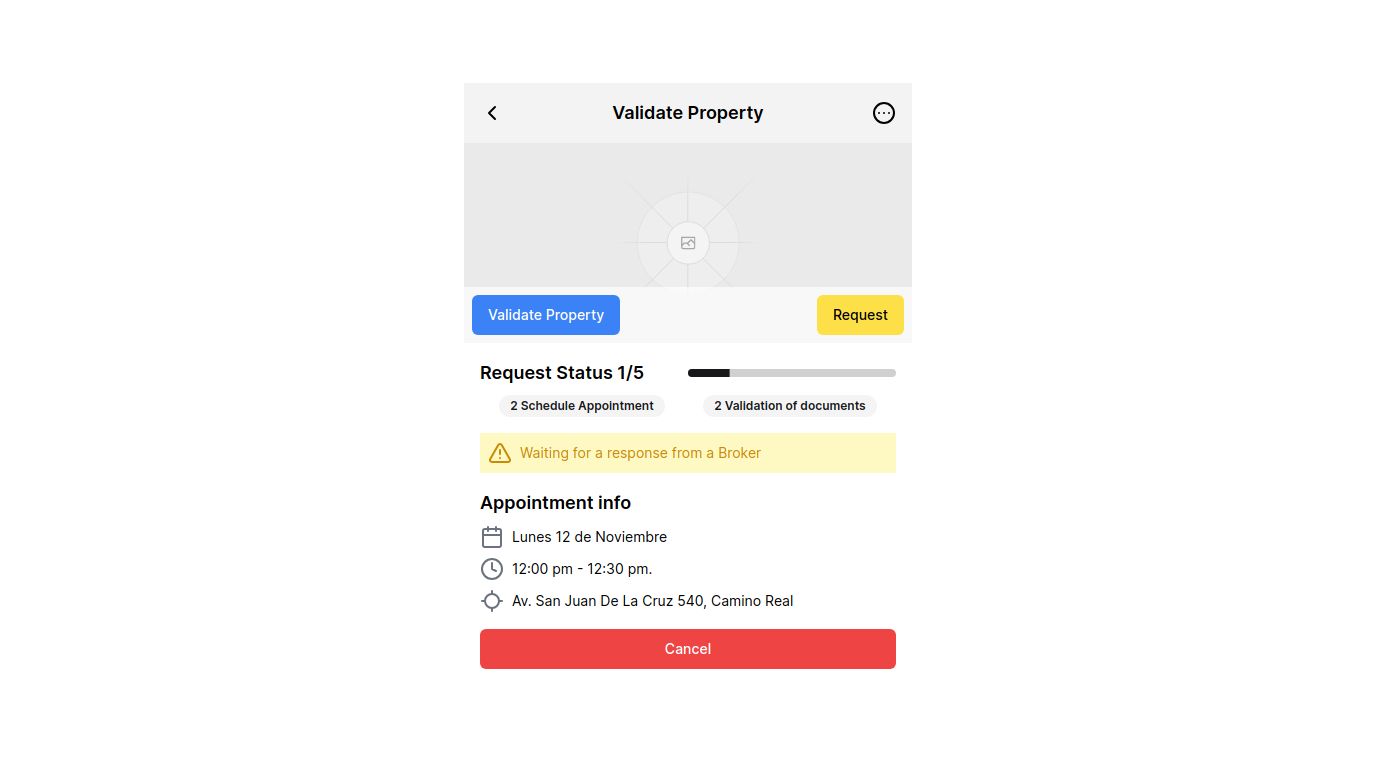 Validate Property
Validate Property
Request
Request Status 1/5
2 Schedule Appointment
2 Validation of documents
Waiting for a response from a Broker
Appointment info
Lunes 12 de Noviembre
12:00 pm - 12:30 pm.
Av. San Juan De La Cruz 540, Camino Real
Cancel